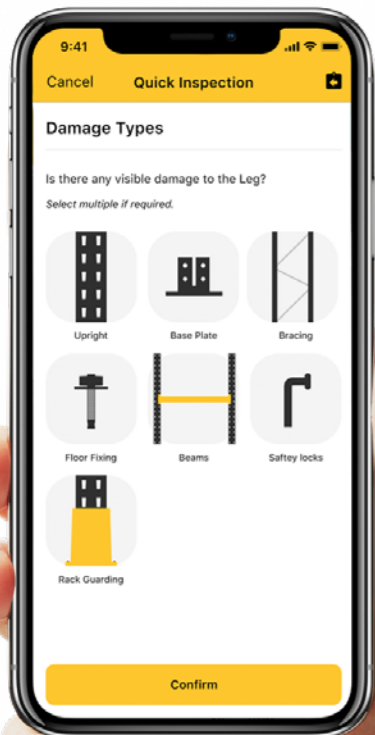 9:41
Cancel Quick Inspection
Damage Types
Is there any visible damage to the Leg?
Select multiple if required.
Upright Base Plate Bracing
Floor Fixing Beams Saftey locks
Rack Guarding
Confirm